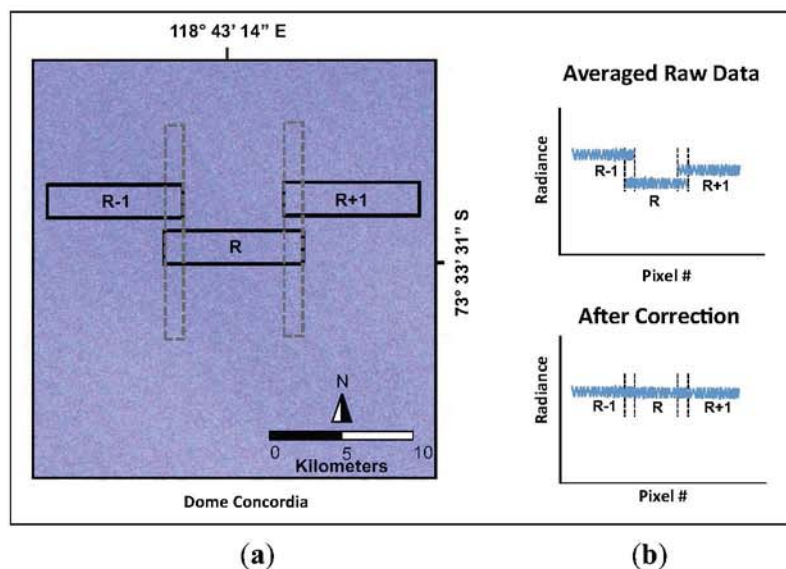 118° 43' 14” E
R-1
R+1
R
73° 33' 31” S
N
0
5
10
Kilometers
Dome Concordia
(a)
Averaged Raw Data
Radiance
R-1
R
R+1
Pixel #
After Correction
Radiance
R-1
R
R+1
Pixel #
(b)